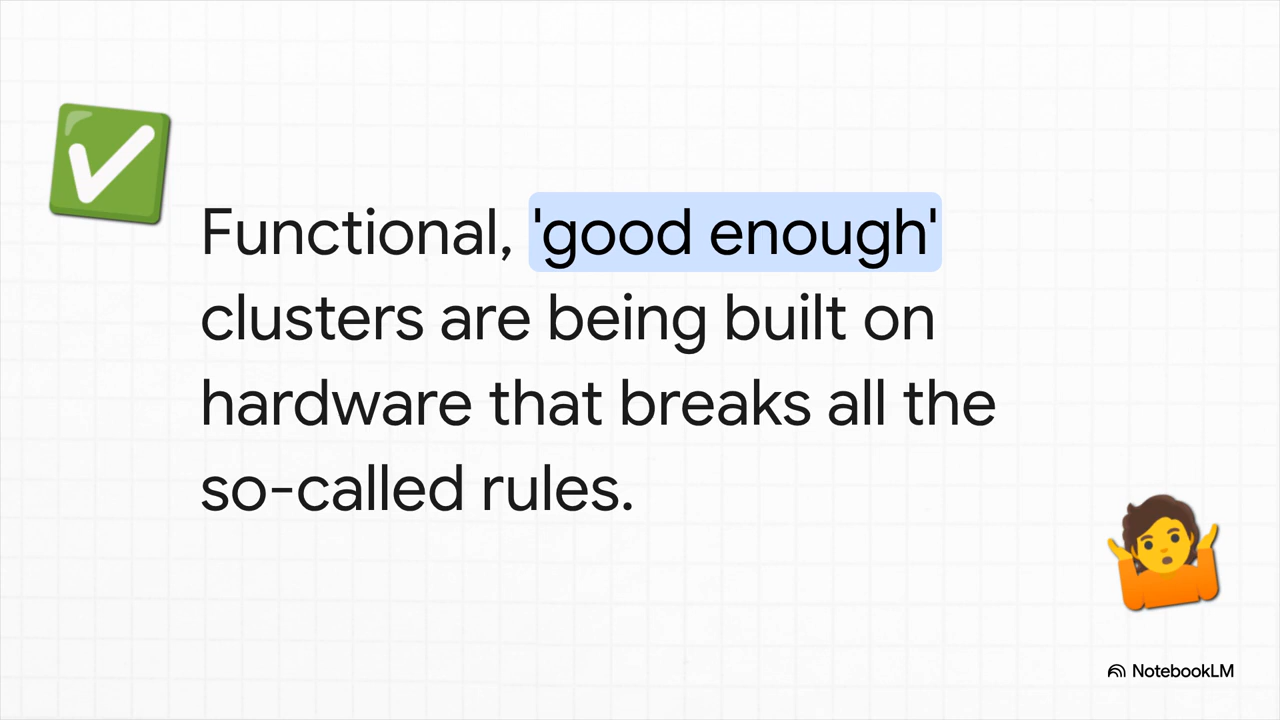 Functional, 'good enough'
clusters are being built on
hardware that breaks all the
so-called rules.
NotebookLM